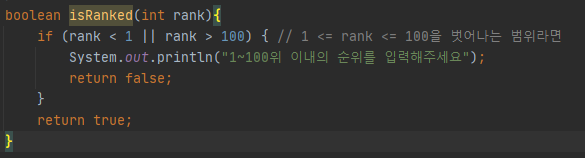 boolean isRanked(int rank){
    if (rank < 1 || rank > 100) { // 1 <= rank <= 100을 벗어나는 범위라면
        System.out.println("1~100위 이내의 순위를 입력해주세요");
        return false;
    }
    return true;
}